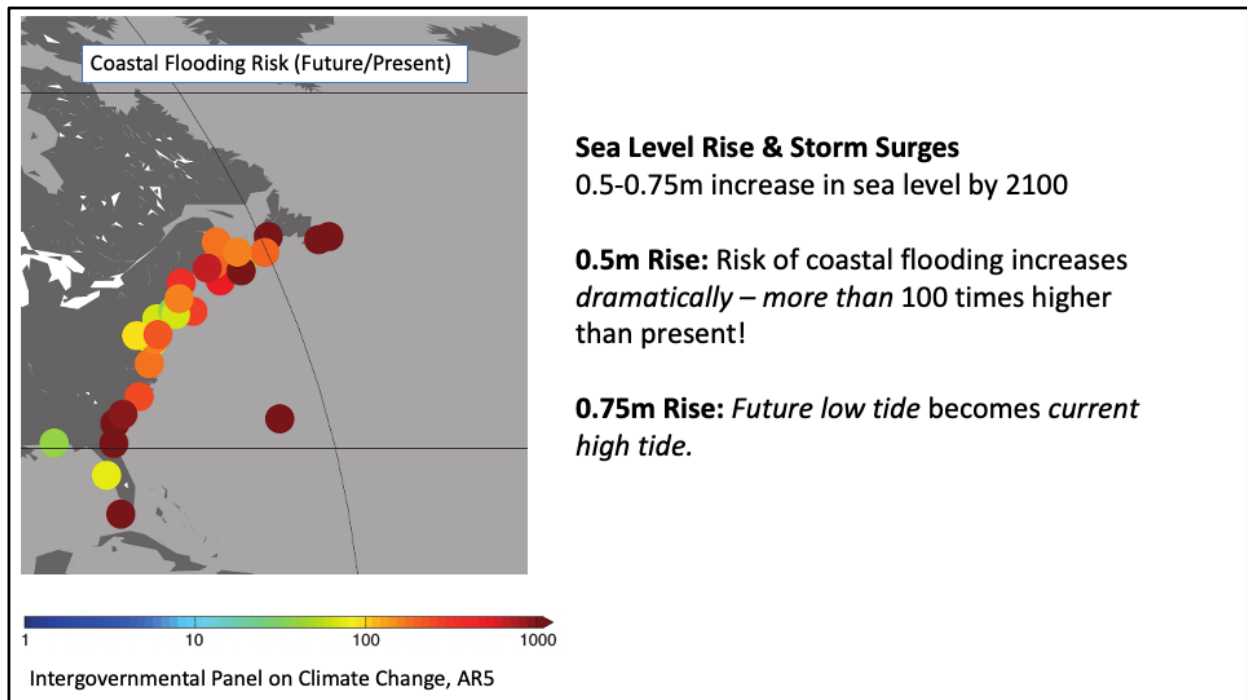 Coastal Flooding Risk (Future/Present)
Sea Level Rise & Storm Surges
0.5-0.75m increase in sea level by 2100
0.5m Rise: Risk of coastal flooding increases
dramatically – more than 100 times higher
than present!
0.75m Rise: Future low tide becomes current
high tide.
1 10 100 1000
Intergovernmental Panel on Climate Change, AR5